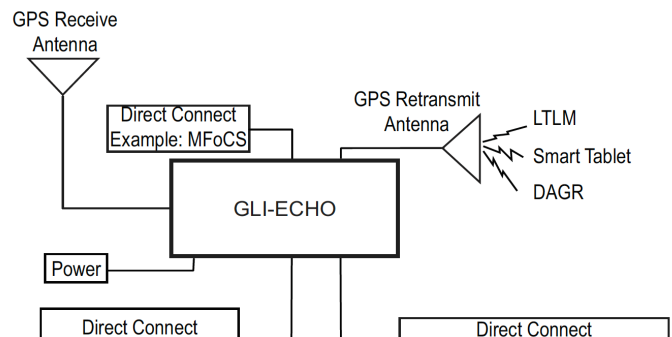 GPS Receive
Antenna
Direct Connect
Example: MFoCS
GPS Retransmit
Antenna
LTLM
Smart Tablet
DAGR
GLI-ECHO
Power
Direct Connect
Direct Connect